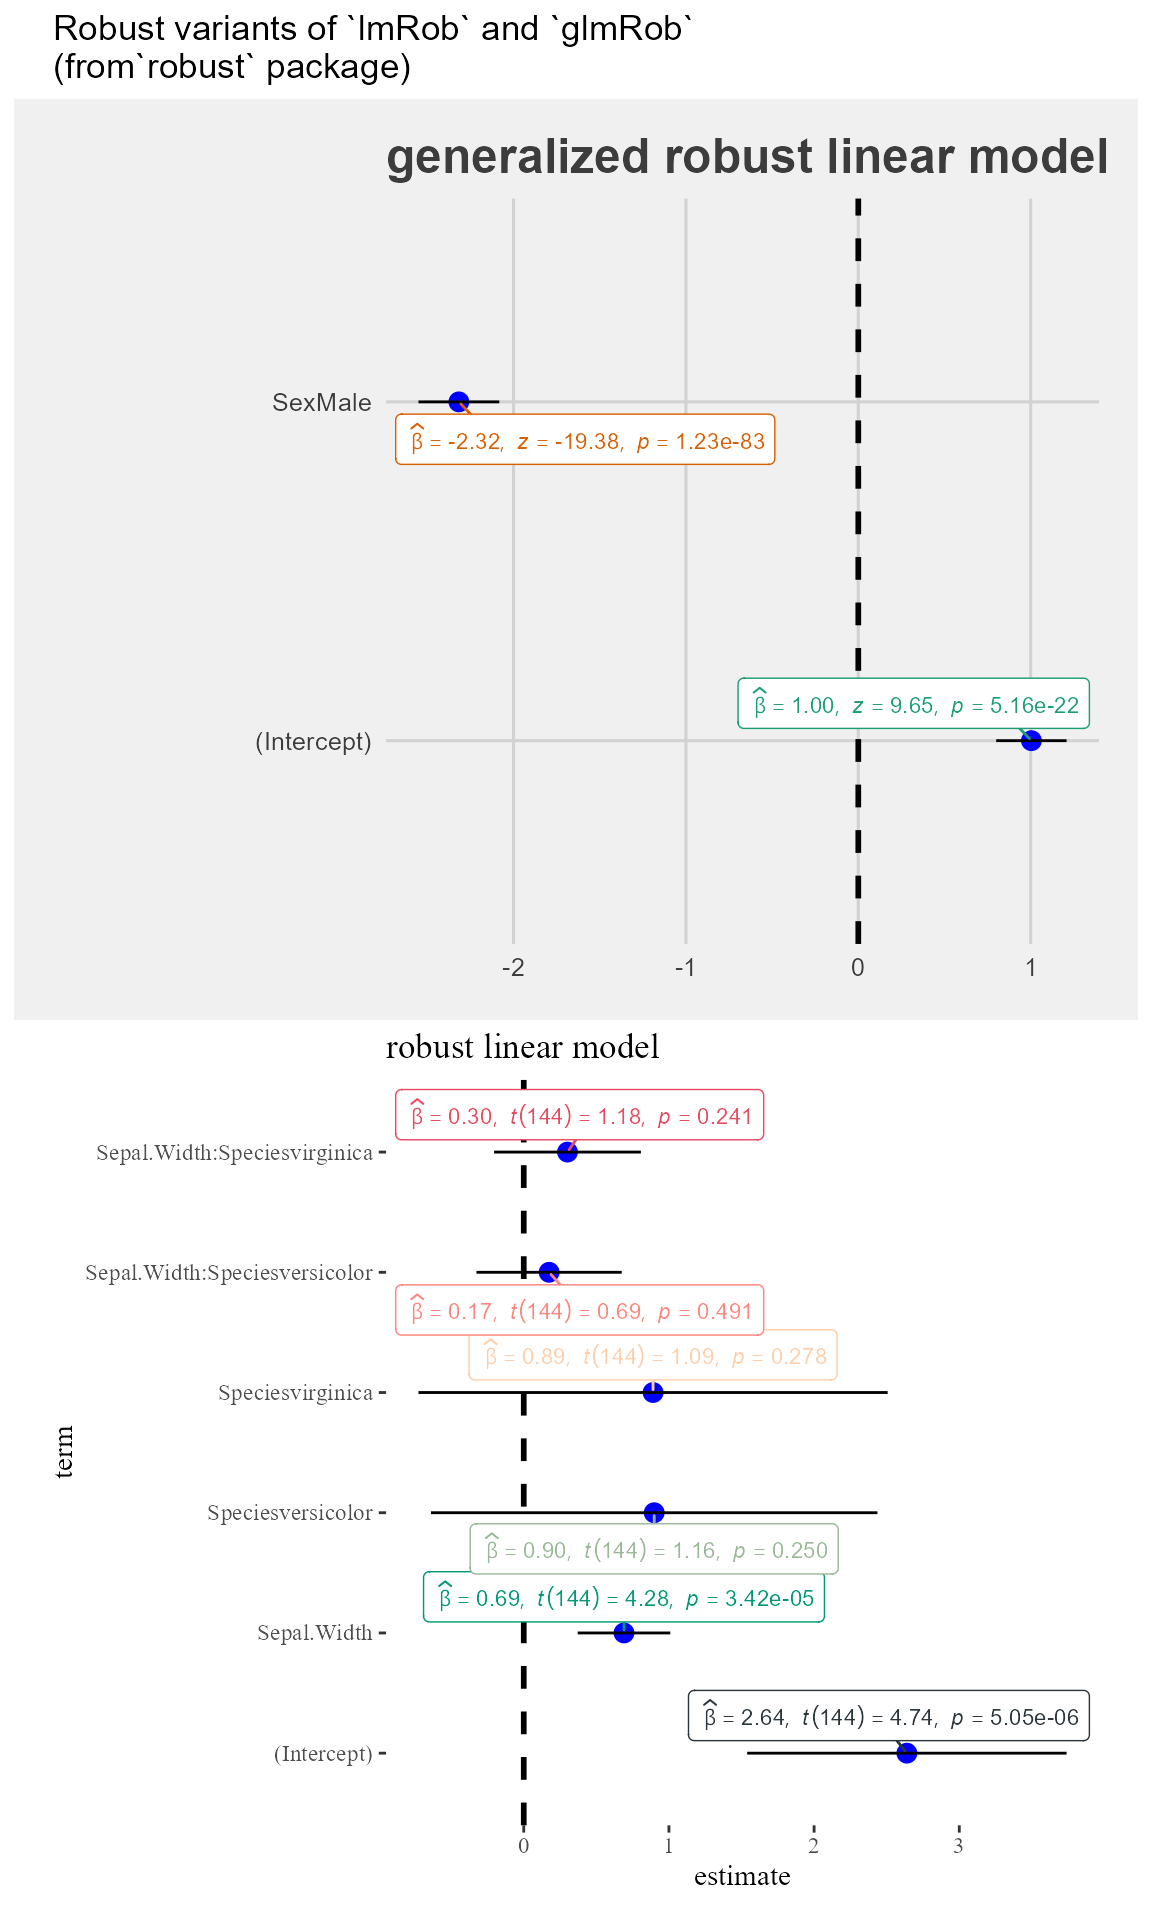 Robust variants of `lmRob` and `glmRob`
(from`robust` package)
generalized robust linear model
SexMale
β̂ = -2.32, z = -19.38, p = 1.23e-83
β̂ = 1.00, z = 9.65, p = 5.16e-22
(Intercept)
-2 -1 0 1
robust linear model
β̂ = 0.30, t(144) = 1.18, p = 0.241
Sepal.Width:Speciesvirginica
Sepal.Width:Speciesversicolor
β̂ = 0.17, t(144) = 0.69, p = 0.491
β̂ = 0.89, t(144) = 1.09, p = 0.278
Speciesvirginica
term
Speciesversicolor
β̂ = 0.90, t(144) = 1.16, p = 0.250
β̂ = 0.69, t(144) = 4.28, p = 3.42e-05
Sepal.Width
β̂ = 2.64, t(144) = 4.74, p = 5.05e-06
(Intercept)
0 1 2 3
estimate